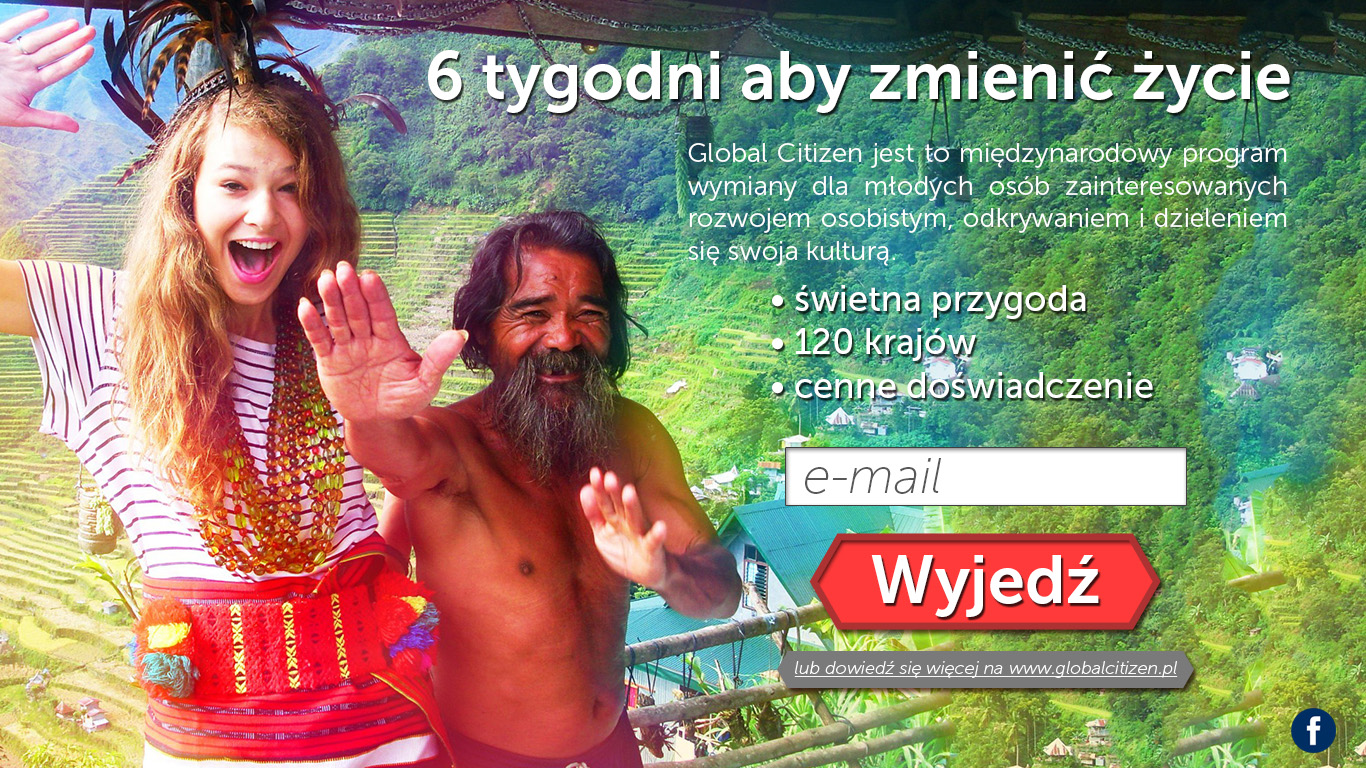 6 tygodni aby zmienić życie
Global Citizen jest to międzynarodowy program
wymiany dla młodych osób zainteresowanych
rozwojem osobistym, odkrywaniem i dzieleniem
się swoja kulturą.
• świetna przygoda
• 120 krajów
• cenne doświadczenie
e-mail
Wyjedź
lub dowiedź się więcej na www.globalcitizen.pl
f